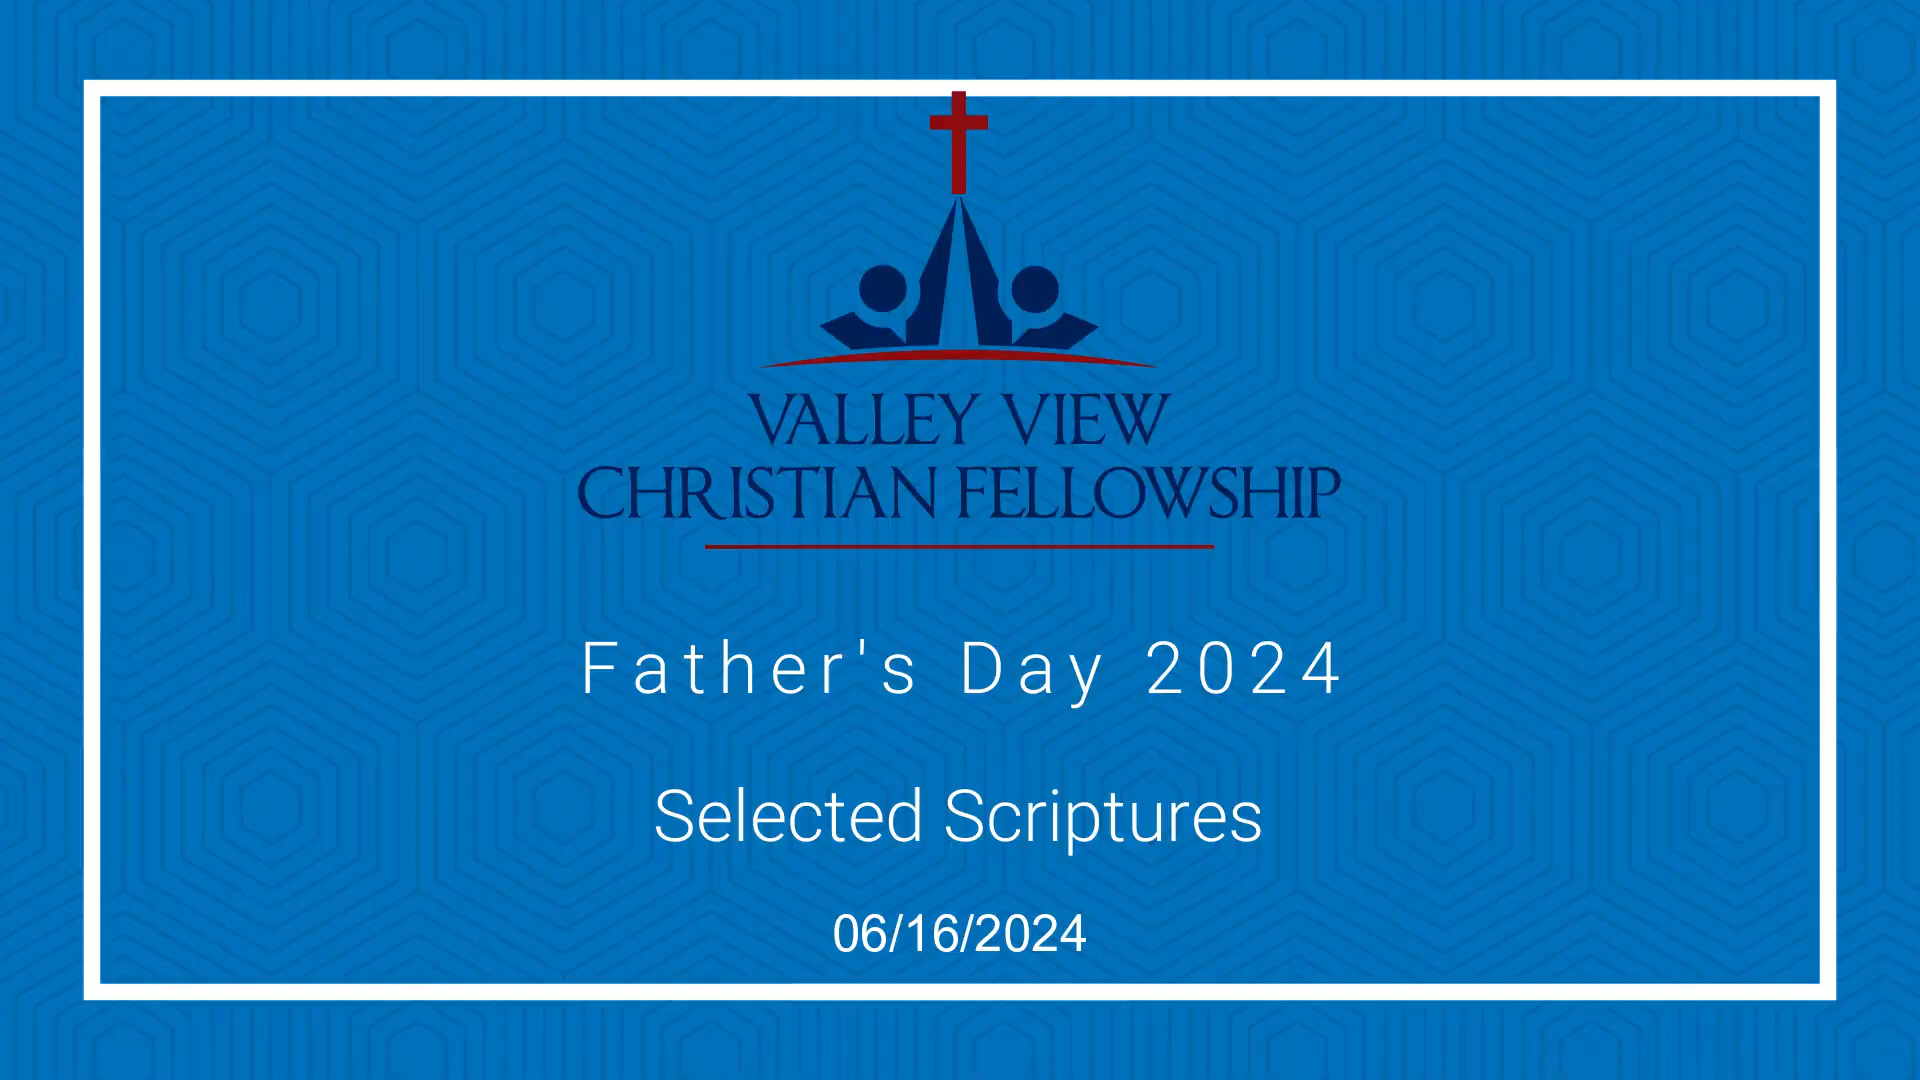 VALLEY VIEW
CHRISTIAN FELLOWSHIP
Father's Day 2024
Selected Scriptures
06/16/2024